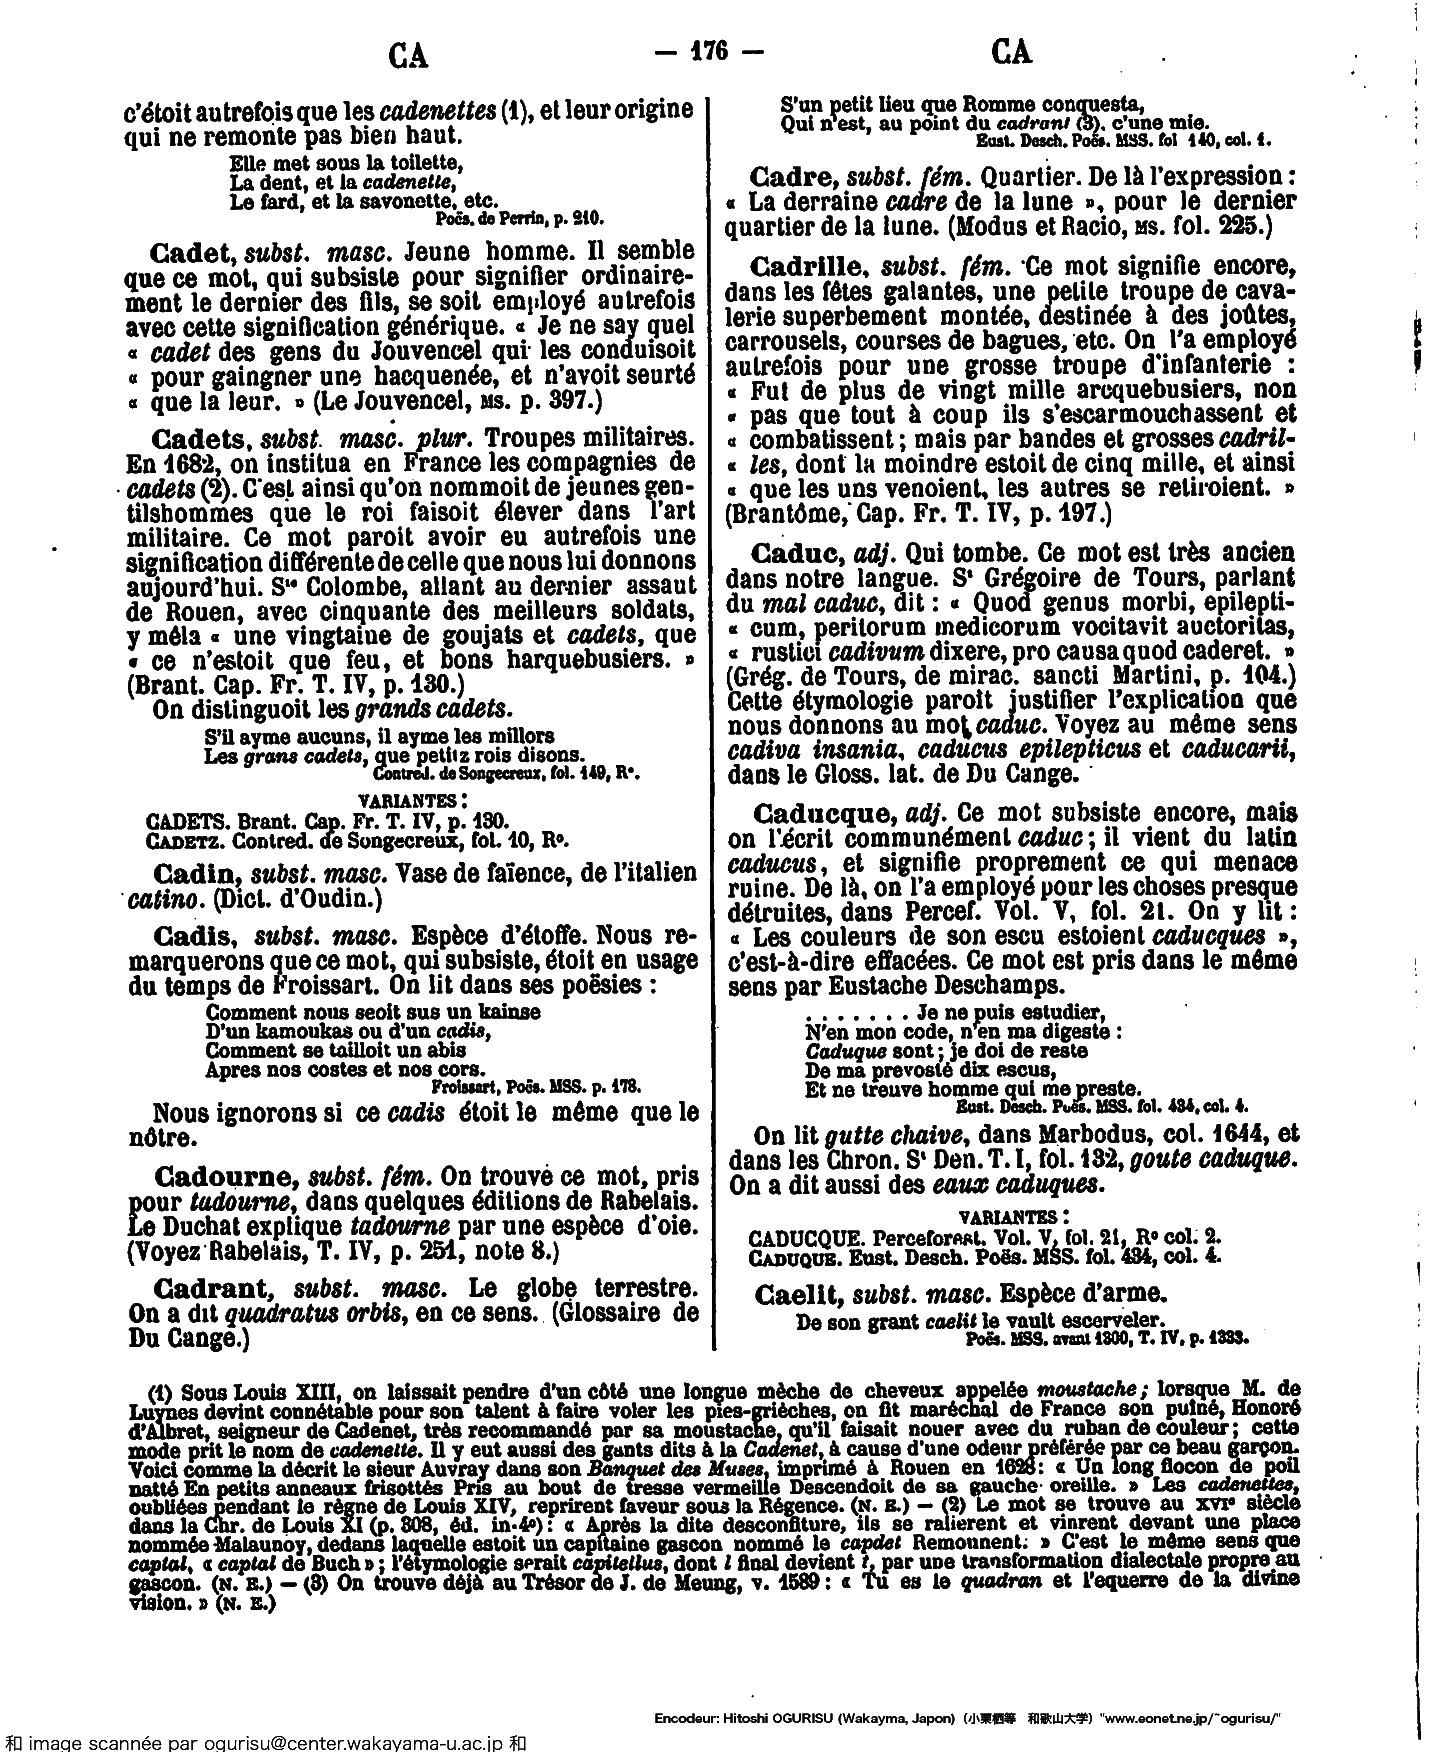 CA
— 176 —
CA
c'étoit autrefois que les cadenettes (1), et leur origine
qui ne remonte pas bien haut.
Elle met sous la toilette,
La dent, et la cadenette,
Le fard, et la savonette, etc.
Poës. de Perrin, p. 210.
Cadet, subst. masc. Jeune homme. Il semble
que ce mot, qui subsiste pour signifier ordinaire-
ment le dernier des fils, se soit employé autrefois
avec cette signification générique. « Je ne say quel
« cadet des gens du Jouvencel qui les conduisoit
« pour gaingner une hacquenée, et n'avoit seurté
« que la leur. » (Le Jouvencel, MS. p. 397.)
Cadets, subst. masc. plur. Troupes militaires.
En 1682, on institua en France les compagnies de
cadets (2). C'est ainsi qu'on nommoit de jeunes gen-
tilshommes que le roi faisoit élever dans l'art
militaire. Ce mot paroit avoir eu autrefois une
signification différente de celle que nous lui donnons
aujourd'hui. Ste Colombe, allant au dernier assaut
de Rouen, avec cinquante des meilleurs soldats,
y mêla « une vingtaine de goujats et cadets, que
« ce n'estoit que feu, et bons harquebusiers. »
(Brant. Cap. Fr. T. IV, p. 130.)
On distinguoit les grands cadets.
S'il ayme aucuns, il ayme les millors
Les grans cadets, que petitz rois disons.
Contred. de Songecreux, fol. 149, R°.
VARIANTES :
CADETS. Brant. Cap. Fr. T. IV, p. 130.
CADETZ. Contred. de Songecreux, fol. 10, R°.
Cadin, subst. masc. Vase de faïence, de l'italien
catino. (Dict. d'Oudin.)
Cadis, subst. masc. Espèce d'étoffe. Nous re-
marquerons que ce mot, qui subsiste, étoit en usage
du temps de Froissart. On lit dans ses poësies :
Comment nous seoit sus un kainse
D'un kamoukas ou d'un cadis,
Comment se tailloit un abis
Apres nos costes et nos cors.
Froissart, Poës. MSS. p. 178.
Nous ignorons si ce cadis étoit le même que le
nôtre.
Cadourne, subst. fém. On trouve ce mot, pris
pour tadourne, dans quelques éditions de Rabelais.
Le Duchat explique tadourne par une espèce d'oie.
(Voyez Rabelais, T. IV, p. 251, note 8.)
Cadrant, subst. masc. Le globe terrestre.
On a dit quadratus orbis, en ce sens. (Glossaire de
Du Cange.)
S'un petit lieu que Romme conquesta,
Qui n'est, au point du cadrant (3), c'une mie.
Eust. Desch. Poës. MSS. fol 140, col. 1.
Cadre, subst. fém. Quartier. De là l'expression :
« La derraine cadre de la lune », pour le dernier
quartier de la lune. (Modus et Racio, MS. fol. 225.)
Cadrille, subst. fém. Ce mot signifie encore,
dans les fêtes galantes, une petite troupe de cava-
lerie superbement montée, destinée à des joûtes,
carrousels, courses de bagues, etc. On l'a employé
autrefois pour une grosse troupe d'infanterie :
« Fut de plus de vingt mille arcquebusiers, non
« pas que tout à coup ils s'escarmouchassent et
« combatissent ; mais par bandes et grosses cadril-
« les, dont la moindre estoit de cinq mille, et ainsi
« que les uns venoient, les autres se retiroient. »
(Brantôme, Cap. Fr. T. IV, p. 197.)
Caduc, adj. Qui tombe. Ce mot est très ancien
dans notre langue. St Grégoire de Tours, parlant
du mal caduc, dit : « Quod genus morbi, epilepti-
« cum, peritorum medicorum vocitavit auctoritas,
« rustici cadivum dixere, pro causa quod caderet. »
(Grég. de Tours, de mirac. sancti Martini, p. 104.)
Cette étymologie paroit justifier l'explication que
nous donnons au mot caduc. Voyez au même sens
cadiva insania, caducus epilepticus et caducarii,
dans le Gloss. lat. de Du Cange.
Caducque, adj. Ce mot subsiste encore, mais
on l'écrit communément caduc ; il vient du latin
caducus, et signifie proprement ce qui menace
ruine. De là, on l'a employé pour les choses presque
détruites, dans Percef. Vol. V, fol. 21. On y lit :
« Les couleurs de son escu estoient caducques »,
c'est-à-dire effacées. Ce mot est pris dans le même
sens par Eustache Deschamps.
. . . . . . . Je ne puis estudier,
N'en mon code, n'en ma digeste :
Caduque sont ; je doi de reste
De ma prevosté dix escus,
Et ne treuve homme qui me preste.
Eust. Desch. Poës. MSS. fol. 434, col. 4.
On lit gutte chaive, dans Marbodus, col. 1644, et
dans les Chron. St Den. T. I, fol. 132, goute caduque.
On a dit aussi des eaux caduques.
VARIANTES :
CADUCQUE. Perceforest. Vol. V, fol. 21, R° col. 2.
CADUQUE. Eust. Desch. Poës. MSS. fol. 434, col. 4.
Caelit, subst. masc. Espèce d'arme.
De son grant caelit le vault escerveler.
Poës. MSS. avant 1300, T. IV, p. 1333.
(1) Sous Louis XIII, on laissait pendre d'un côté une longue mèche de cheveux appelée moustache ; lorsque M. de
Luynes devint connétable pour son talent à faire voler les pies-grièches, on fit maréchal de France son puîné, Honoré
d'Albret, seigneur de Cadenet, très recommandé par sa moustache, qu'il faisait nouer avec du ruban de couleur ; cette
mode prit le nom de cadenette. Il y eut aussi des gants dits à la Cadenet, à cause d'une odeur préférée par ce beau garçon.
Voici comme la décrit le sieur Auvray dans son Banquet des Muses, imprimé à Rouen en 1628 : « Un long flocon de poil
natté En petits anneaux frisottés Pris au bout de tresse vermeille Descendoit de sa gauche oreille. » Les cadenettes,
oubliées pendant le règne de Louis XIV, reprirent faveur sous la Régence. (N. E.) — (2) Le mot se trouve au XVIe siècle
dans la Chr. de Louis XI (p. 308, éd. in-4°) : « Après la dite desconfiture, ils se ralierent et vinrent devant une place
nommée Malaunoy, dedans laquelle estoit un capitaine gascon nommé le capdet Remounent. » C'est le même sens que
captal, « captal de Buch » ; l'étymologie serait capitellus, dont l final devient t, par une transformation dialectale propre au
gascon. (N. E.) — (3) On trouve déjà au Trésor de J. de Meung, v. 1589 : « Tu es le quadran et l'equerre de la divine
vision. » (N. E.)
Encodeur: Hitoshi OGURISU (Wakayma, Japon) (小栗栖等 和歌山大学) "www.eonet.ne.jp/~ogurisu/"
和 image scannée par ogurisu@center.wakayama-u.ac.jp 和